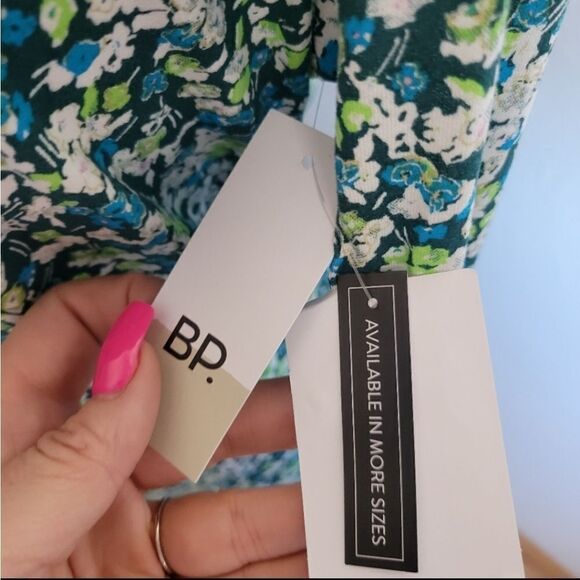 BP.
AVAILABLE IN MORE SIZES